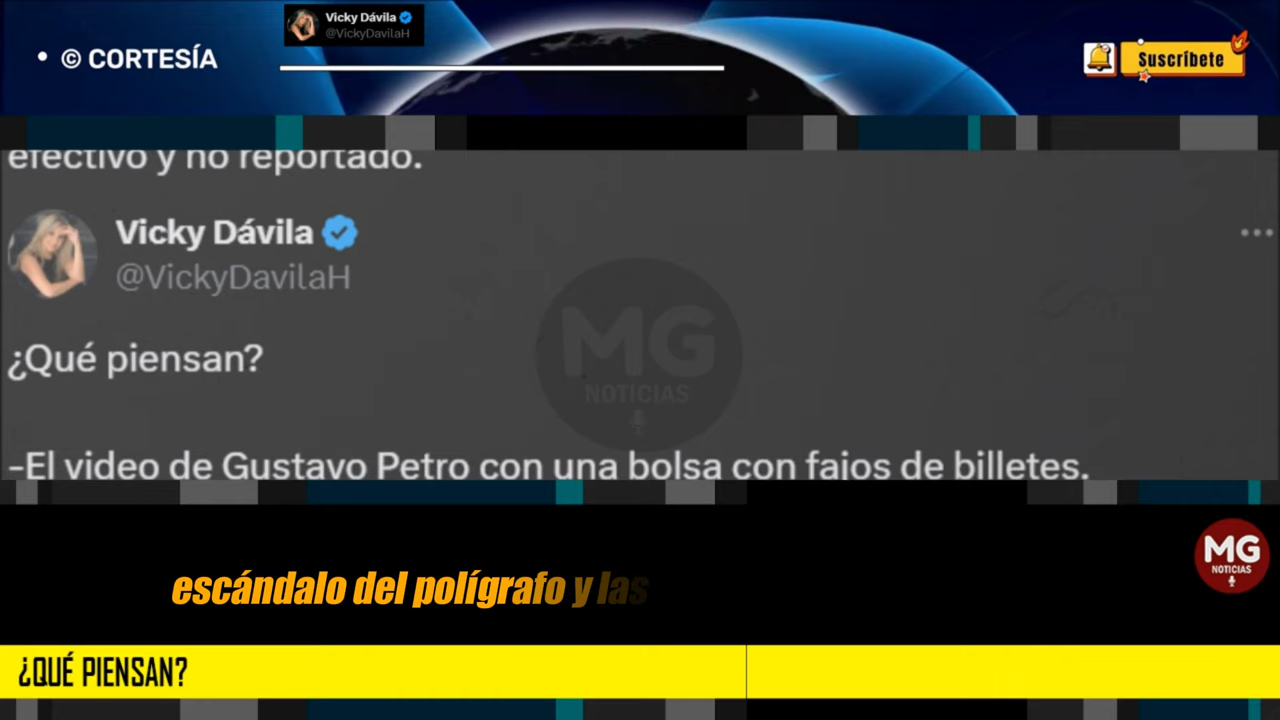 Vicky Dávila
@VickyDavilaH
• © CORTESÍA
Suscríbete
efectivo y no reportado.
Vicky Dávila
@VickyDavilaH
¿Qué piensan?
MG
NOTICIAS
-El video de Gustavo Petro con una bolsa con fajos de billetes.
MG
NOTICIAS
escándalo del polígrafo y las
¿QUÉ PIENSAN?